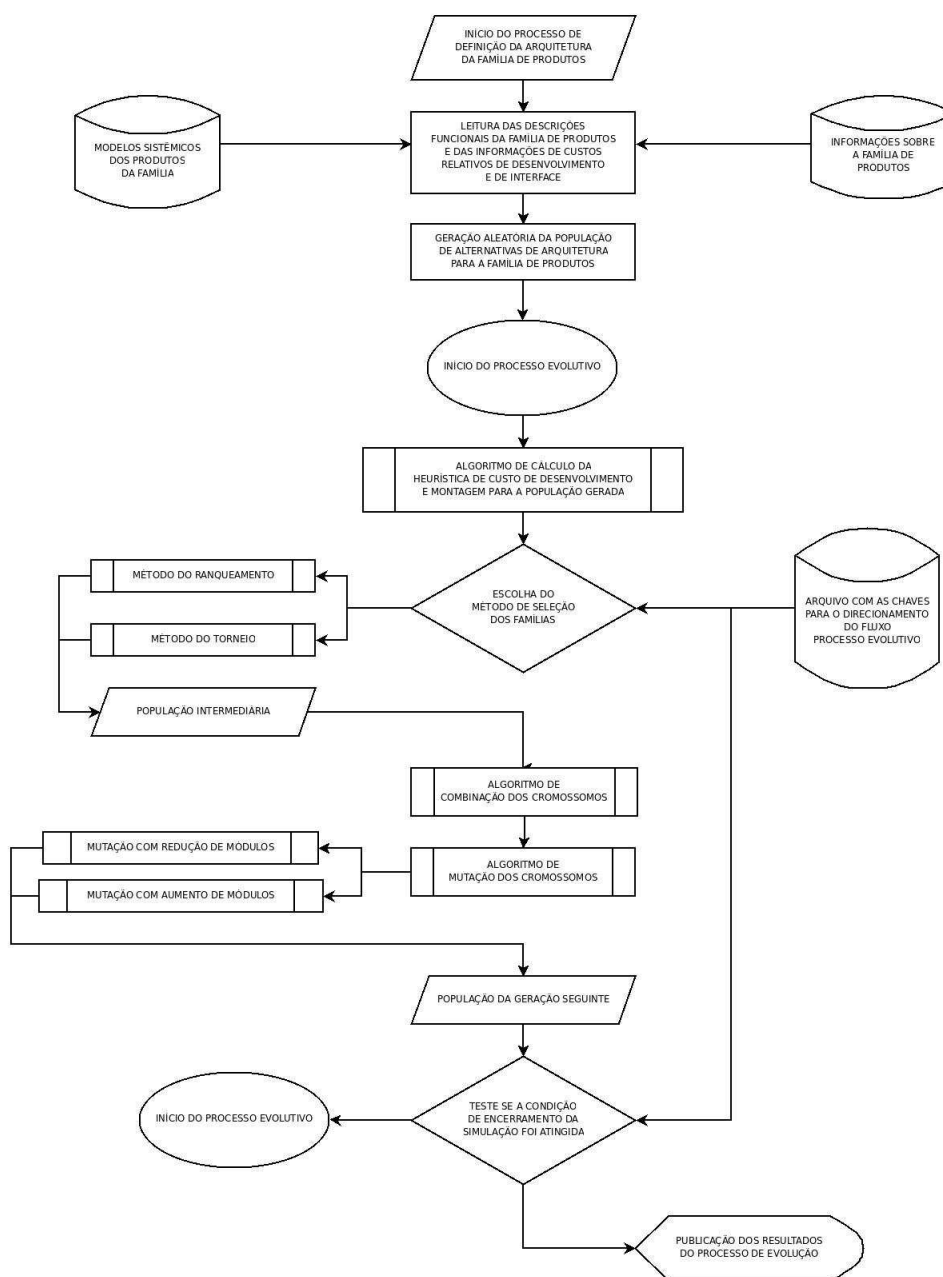 INÍCIO DO PROCESSO DE
DEFINIÇÃO DA ARQUITETURA
DA FAMÍLIA DE PRODUTOS
MODELOS SISTÊMICOS
DOS PRODUTOS
DA FAMÍLIA
LEITURA DAS DESCRIÇÕES
FUNCIONAIS DA FAMÍLIA DE PRODUTOS
E DAS INFORMAÇÕES DE CUSTOS
RELATIVOS DE DESENVOLVIMENTO
E DE INTERFACE
INFORMAÇÕES SOBRE
A FAMÍLIA DE
PRODUTOS
GERAÇÃO ALEATÓRIA DA POPULAÇÃO
DE ALTERNATIVAS DE ARQUITETURA
PARA A FAMÍLIA DE PRODUTOS
INÍCIO DO PROCESSO EVOLUTIVO
ALGORITMO DE CÁLCULO DA
HEURÍSTICA DE CUSTO DE DESENVOLVIMENTO
E MONTAGEM PARA A POPULAÇÃO GERADA
MÉTODO DO RANQUEAMENTO
MÉTODO DO TORNEIO
ESCOLHA DO
MÉTODO DE SELEÇÃO
DOS FAMÍLIAS
ARQUIVO COM AS CHAVES
PARA O DIRECIONAMENTO
DO FLUXO
PROCESSO EVOLUTIVO
POPULAÇÃO INTERMEDIÁRIA
ALGORITMO DE
COMBINAÇÃO DOS CROMOSSOMOS
MUTAÇÃO COM REDUÇÃO DE MÓDULOS
MUTAÇÃO COM AUMENTO DE MÓDULOS
ALGORITMO DE
MUTAÇÃO DOS CROMOSSOMOS
POPULAÇÃO DA GERAÇÃO SEGUINTE
INÍCIO DO PROCESSO EVOLUTIVO
TESTE SE A CONDIÇÃO
DE ENCERRAMENTO DA
SIMULAÇÃO FOI ATINGIDA
PUBLICAÇÃO DOS RESULTADOS
DO PROCESSO DE EVOLUÇÃO